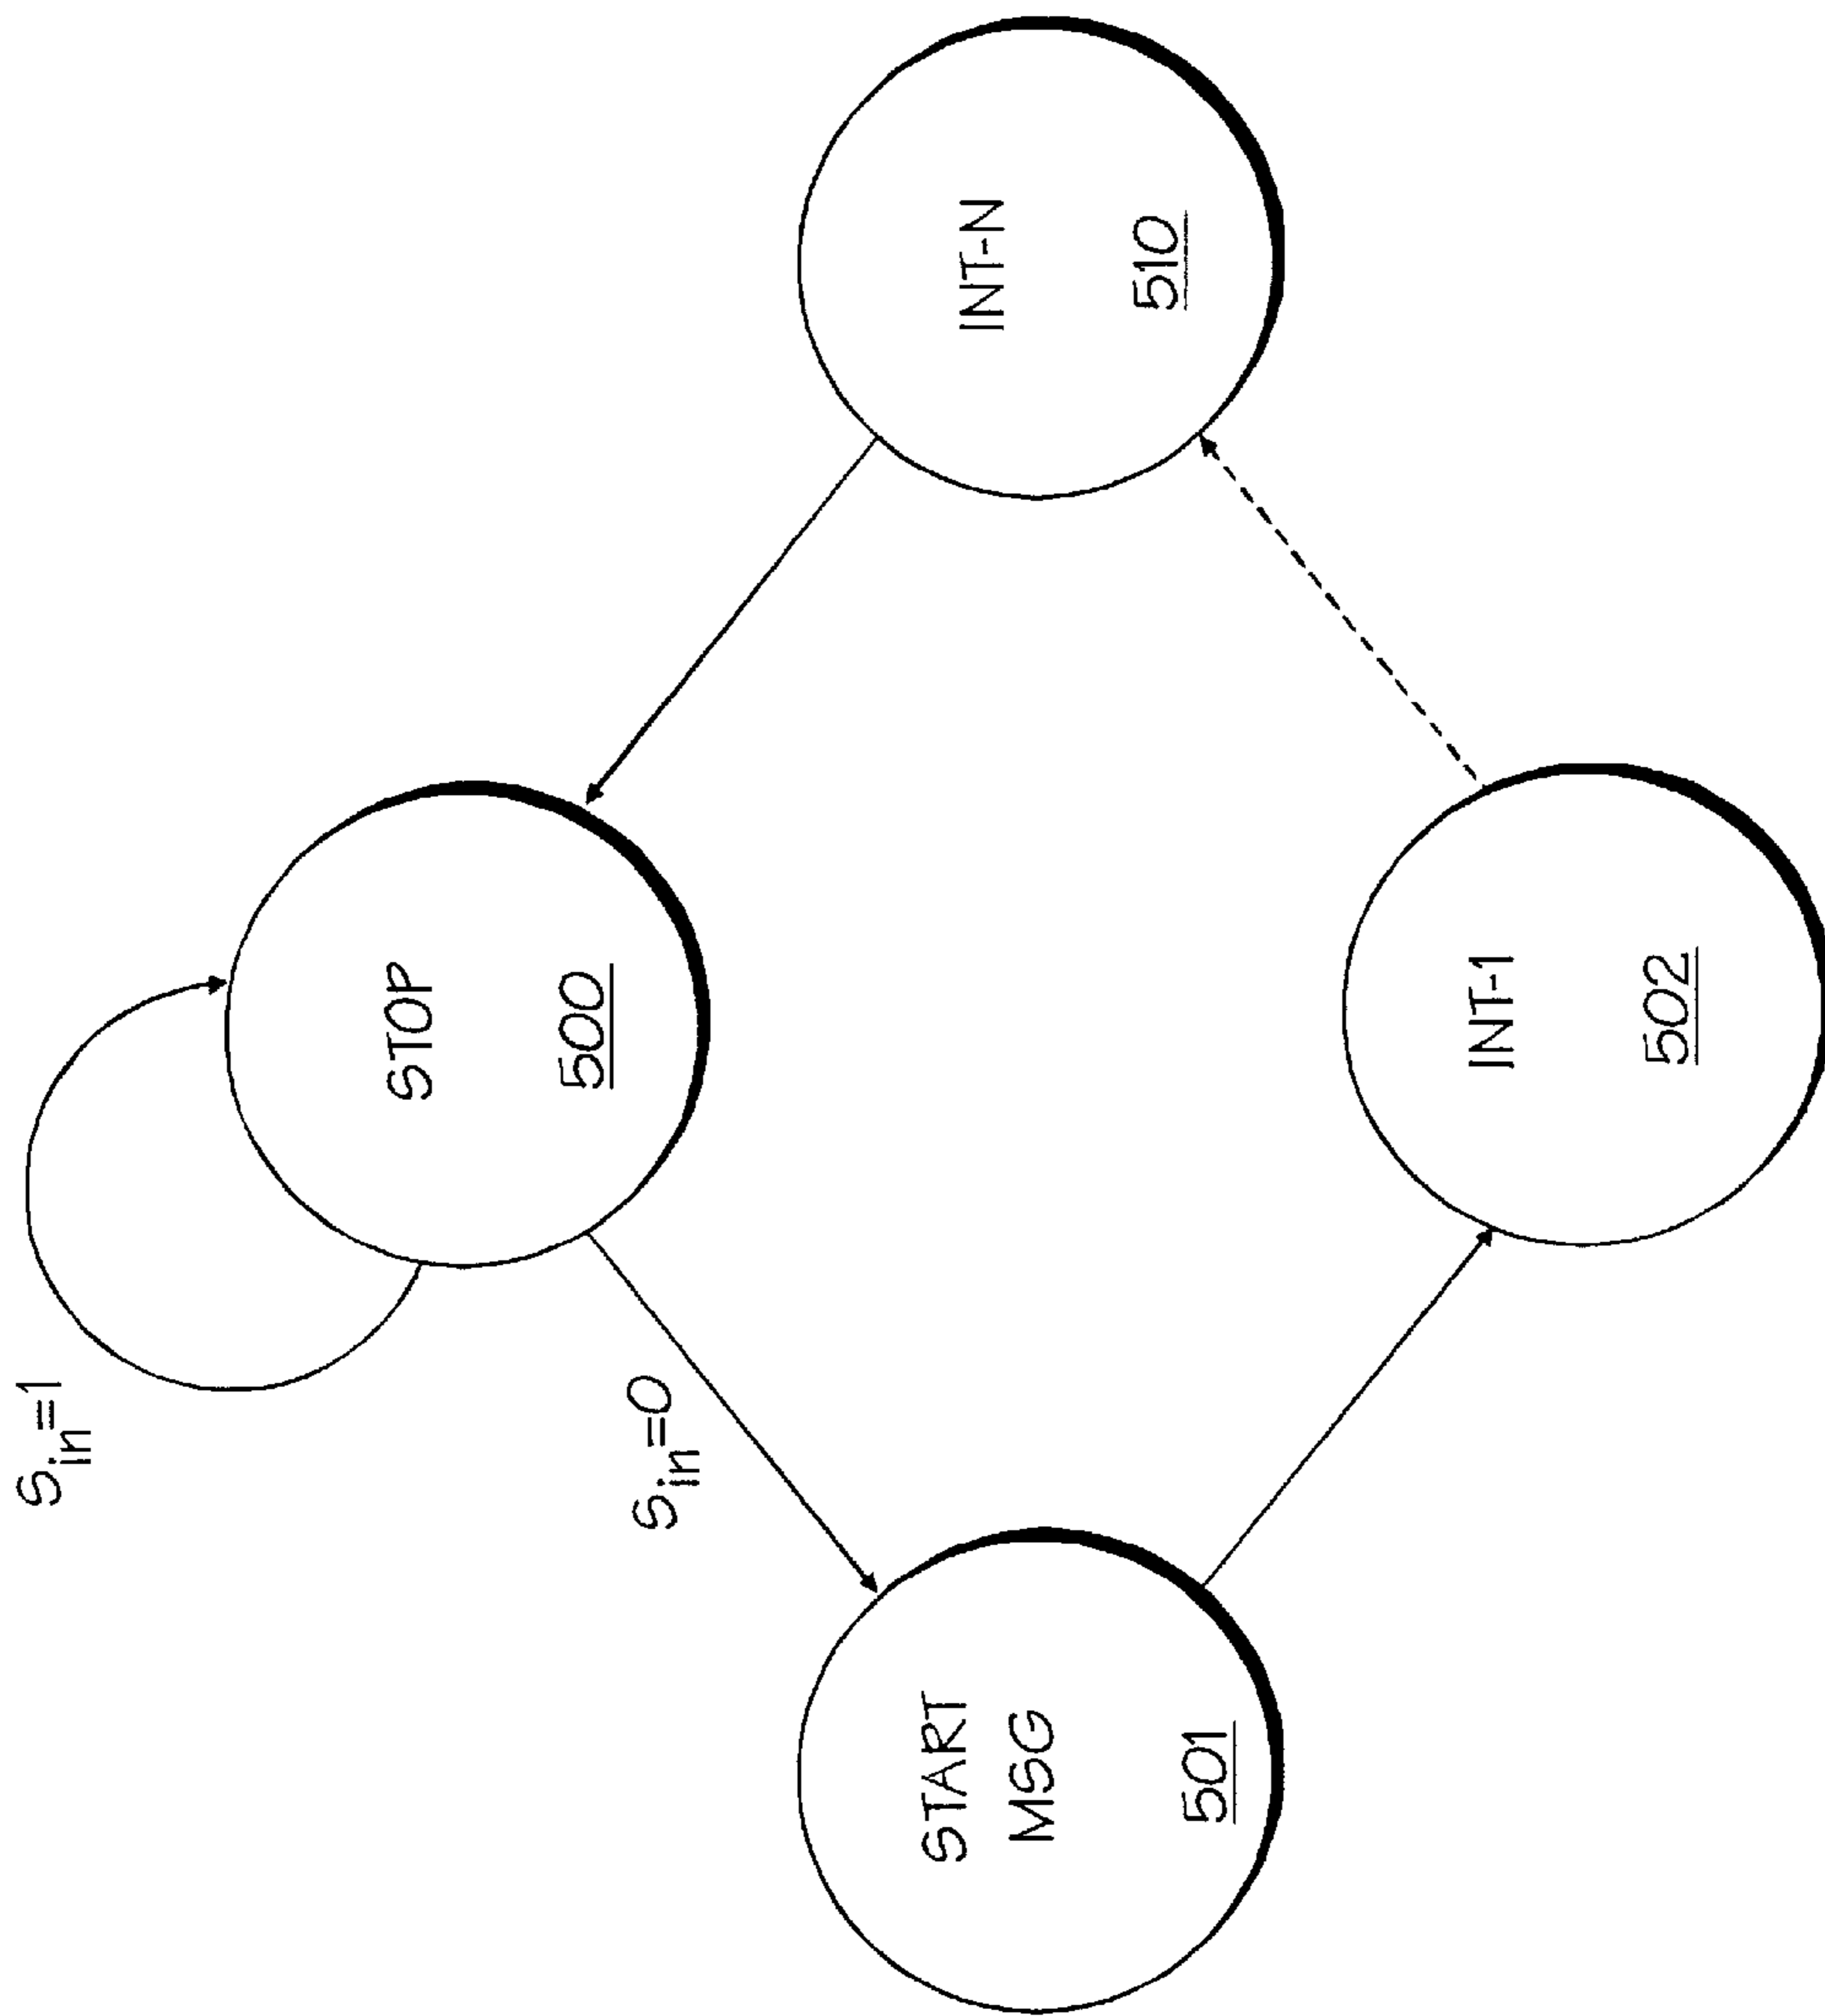 S_in=1
STOP
500
S_in=0
START
MSG
501
INT-N
510
INT-1
502